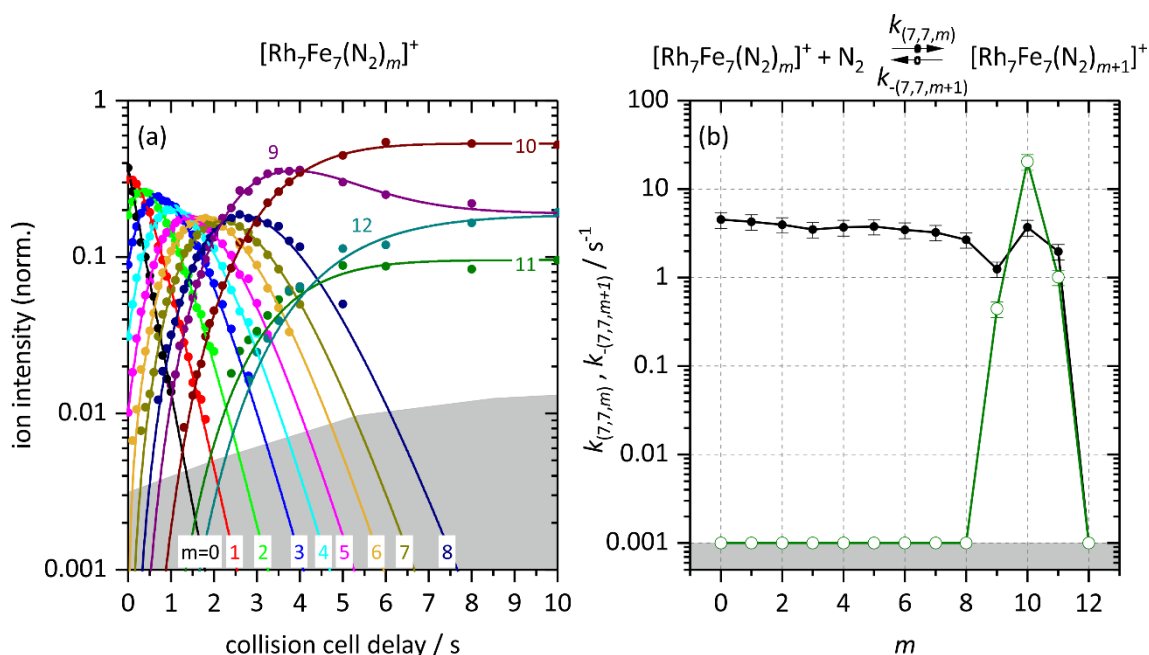 [Rh₇Fe₇(N₂)ₘ]⁺
(a)
ion intensity (norm.)
1
0.1
0.01
0.001
9
10
12
11
m=0 1 2 3 4 5 6 7 8
0 1 2 3 4 5 6 7 8 9 10
collision cell delay / s
k(7,7,m)
[Rh₇Fe₇(N₂)ₘ]⁺ + N₂ [Rh₇Fe₇(N₂)ₘ₊₁]⁺
k-(7,7,m+1)
(b)
k(7,7,m) , k-(7,7,m+1) / s⁻¹
100
10
1
0.1
0.01
0.001
0 2 4 6 8 10 12
m